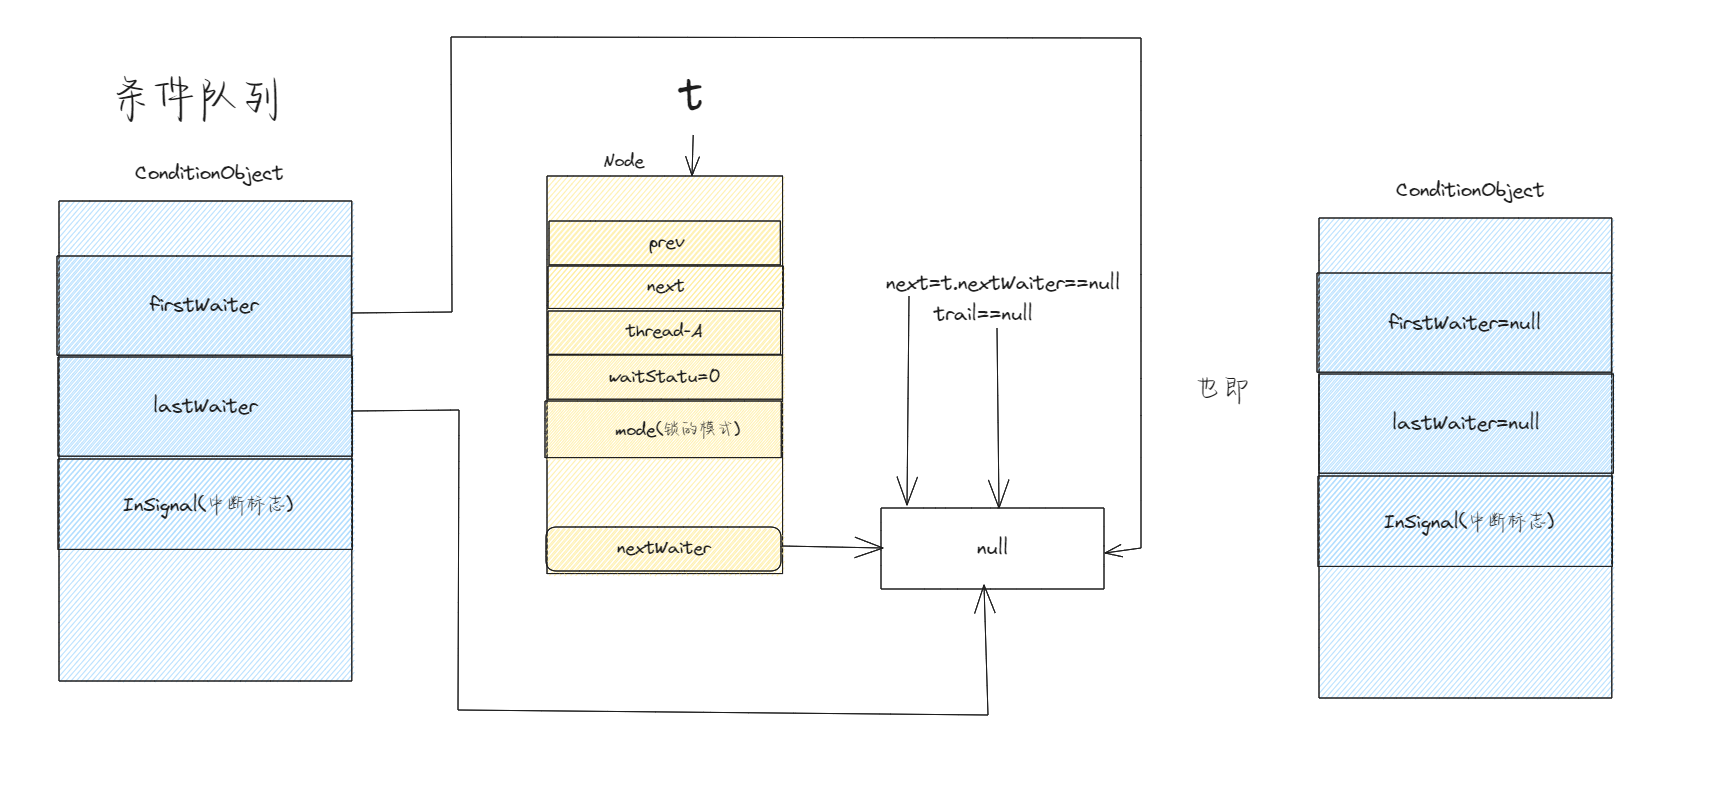 条件队列
ConditionObject
firstWaiter
lastWaiter
InSignal(中断标志)
t
Node
prev
next
thread-A
waitStatu=0
mode(锁的模式)
nextWaiter
next=t.nextWaiter==null
trail==null
null
也即
ConditionObject
firstWaiter=null
lastWaiter=null
InSignal(中断标志)